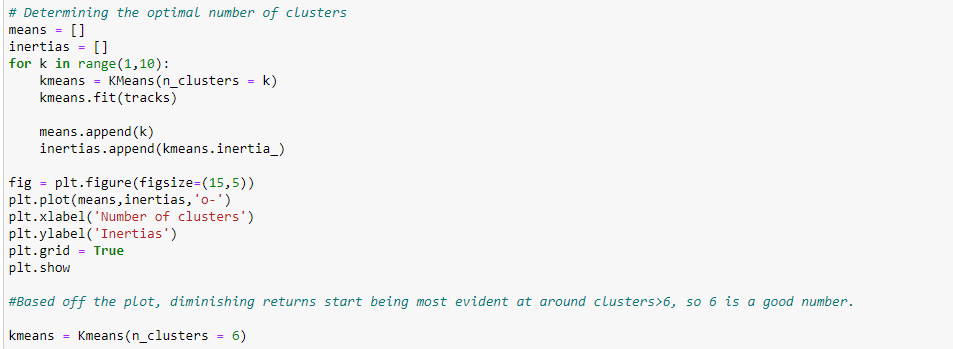 # Determining the optimal number of clusters
means = []
inertias = []
for k in range(1,10):
    kmeans = KMeans(n_clusters = k)
    kmeans.fit(tracks)

    means.append(k)
    inertias.append(kmeans.inertia_)

fig = plt.figure(figsize=(15,5))
plt.plot(means,inertias,'o-')
plt.xlabel('Number of clusters')
plt.ylabel('Inertias')
plt.grid = True
plt.show

#Based off the plot, diminishing returns start being most evident at around clusters>6, so 6 is a good number.

kmeans = Kmeans(n_clusters = 6)